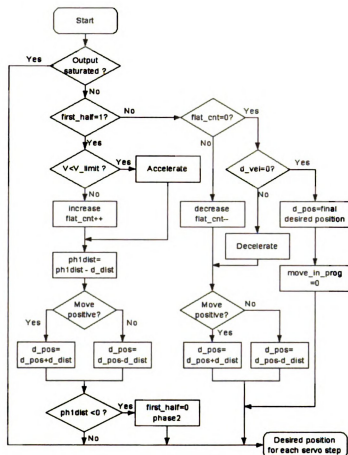 Start
Yes
Output
saturated ?
No
first_half=1?
No
flat_cnt=0?
Yes
V<V_limit ?
Yes
Accelerate
No
d_vel=0?
Yes
No
increase
flat_cnt++
decrease
flat_cnt--
No
d_pos=final
desired position
Decelerate
ph1dist=
ph1dist - d_dist
move_in_prog
=0
Move
positive?
Yes
No
Move
positive?
No
Yes
d_pos=
d_pos+d_dist
d_pos=
d_pos-d_dist
d_pos=
d_pos+d_dist
d_pos=
d_pos-d_dist
ph1dist <0 ?
Yes
first_half=0
phase2
No
Desired position
for each servo step